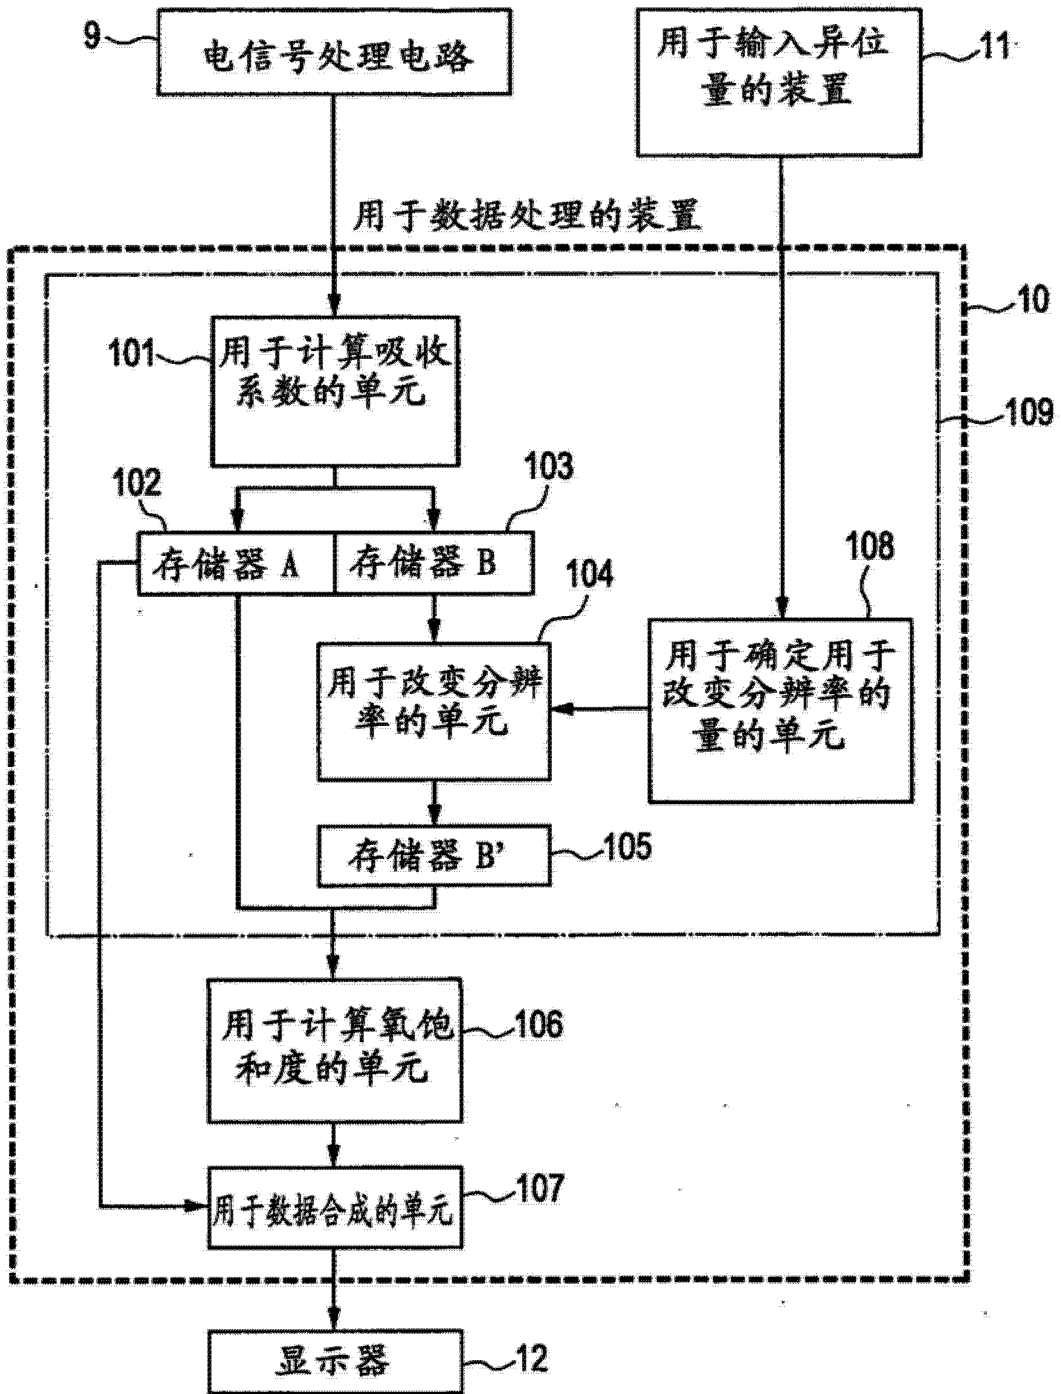 9
电信号处理电路
用于输入异位
量的装置
11
用于数据处理的装置
10
101
用于计算吸收
系数的单元
109
102
103
存储器 A
存储器 B
104
108
用于改变分辨
率的单元
用于确定用于
改变分辨率的
量的单元
存储器 B'
105
用于计算氧饱
和度的单元
106
用于数据合成的单元
107
显示器
12